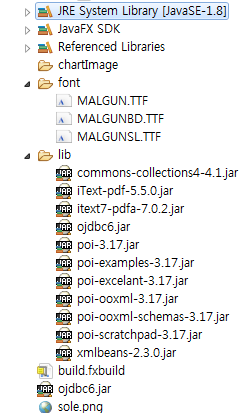 JRE System Library [JavaSE-1.8]
JavaFX SDK
Referenced Libraries
chartImage
font
MALGUN.TTF
MALGUNBD.TTF
MALGUNSL.TTF
lib
commons-collections4-4.1.jar
iText-pdf-5.5.0.jar
itext7-pdfa-7.0.2.jar
ojdbc6.jar
poi-3.17.jar
poi-examples-3.17.jar
poi-excelant-3.17.jar
poi-ooxml-3.17.jar
poi-ooxml-schemas-3.17.jar
poi-scratchpad-3.17.jar
xmlbeans-2.3.0.jar
build.fxbuild
ojdbc6.jar
sole.png